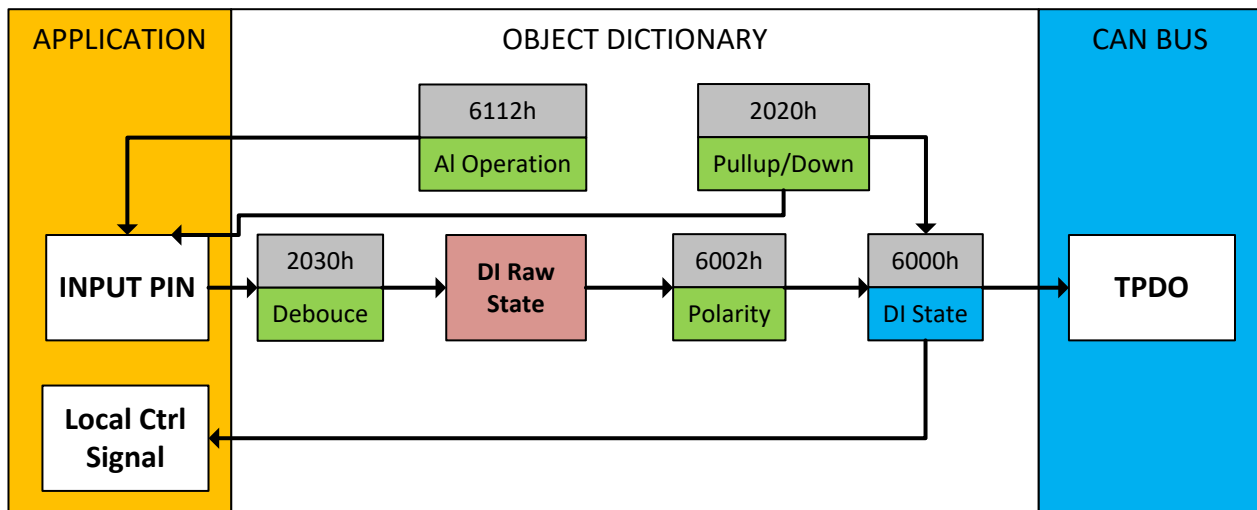 APPLICATION
OBJECT DICTIONARY
CAN BUS
6112h
AI Operation
2020h
Pullup/Down
INPUT PIN
2030h
Debouce
DI Raw
State
6002h
Polarity
6000h
DI State
TPDO
Local Ctrl
Signal